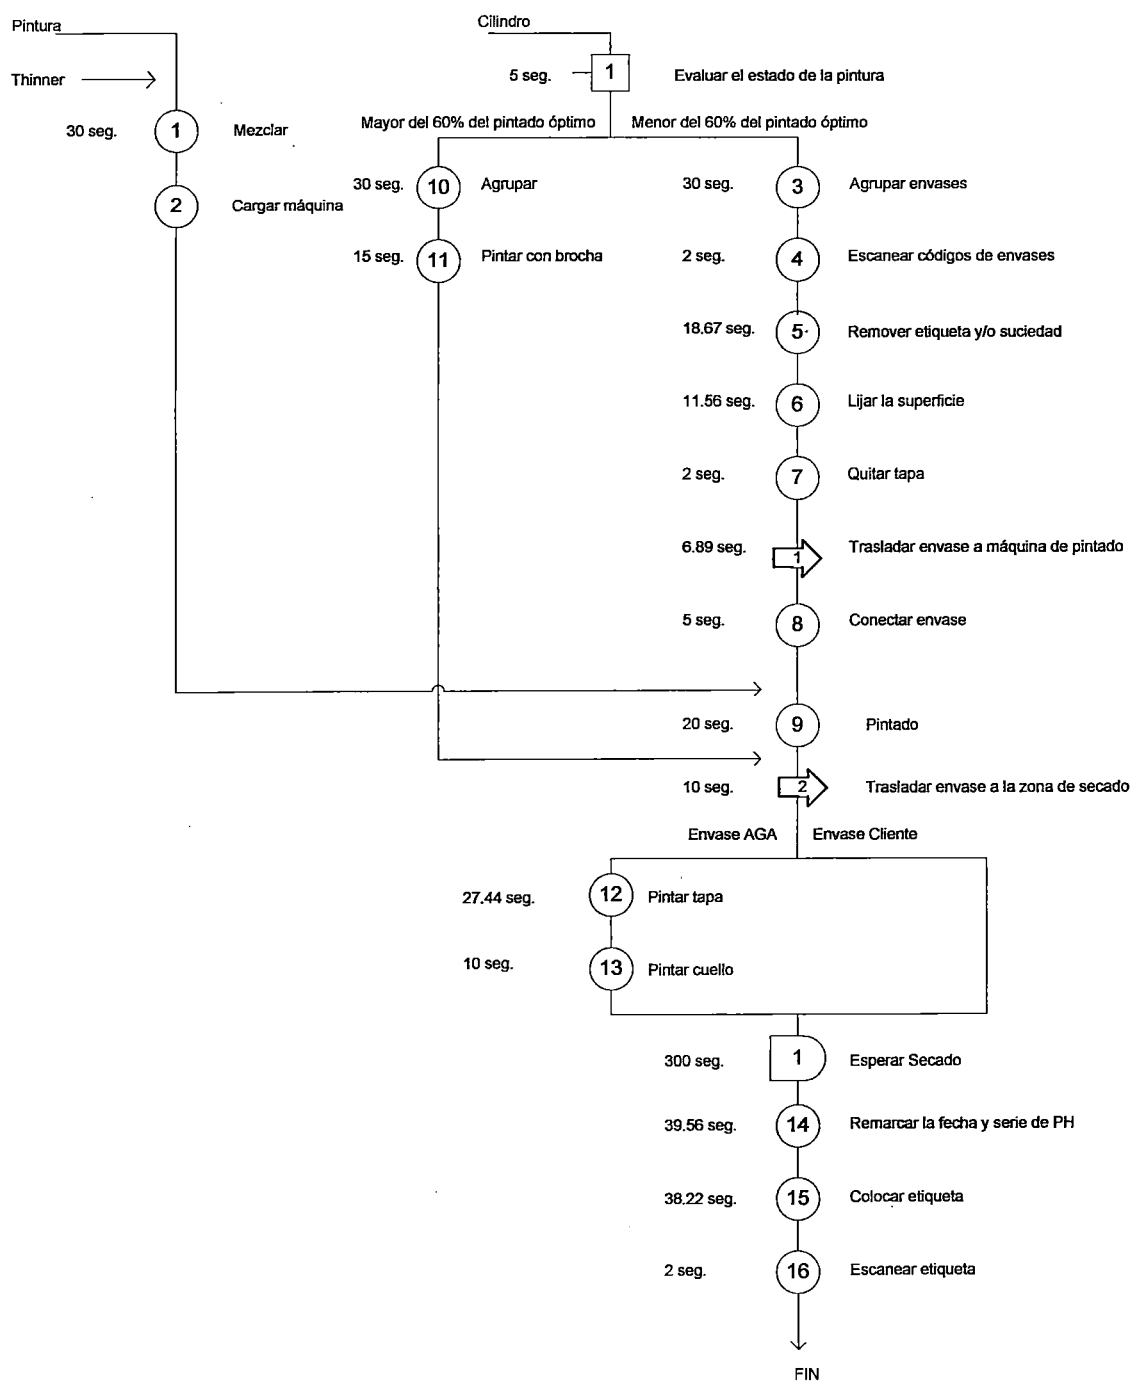 Pintura
Cilindro
Thinner
5 seg.
1
Evaluar el estado de la pintura
30 seg.
1
Mezclar
Mayor del 60% del pintado óptimo
Menor del 60% del pintado óptimo
2
Cargar máquina
30 seg.
10
Agrupar
30 seg.
3
Agrupar envases
15 seg.
11
Pintar con brocha
2 seg.
4
Escanear códigos de envases
18.67 seg.
5
Remover etiqueta y/o suciedad
11.56 seg.
6
Lijar la superficie
2 seg.
7
Quitar tapa
6.89 seg.
1
Trasladar envase a máquina de pintado
5 seg.
8
Conectar envase
20 seg.
9
Pintado
10 seg.
2
Trasladar envase a la zona de secado
Envase AGA
Envase Cliente
27.44 seg.
12
Pintar tapa
10 seg.
13
Pintar cuello
300 seg.
1
Esperar Secado
39.56 seg.
14
Remarcar la fecha y serie de PH
38.22 seg.
15
Colocar etiqueta
2 seg.
16
Escanear etiqueta
FIN